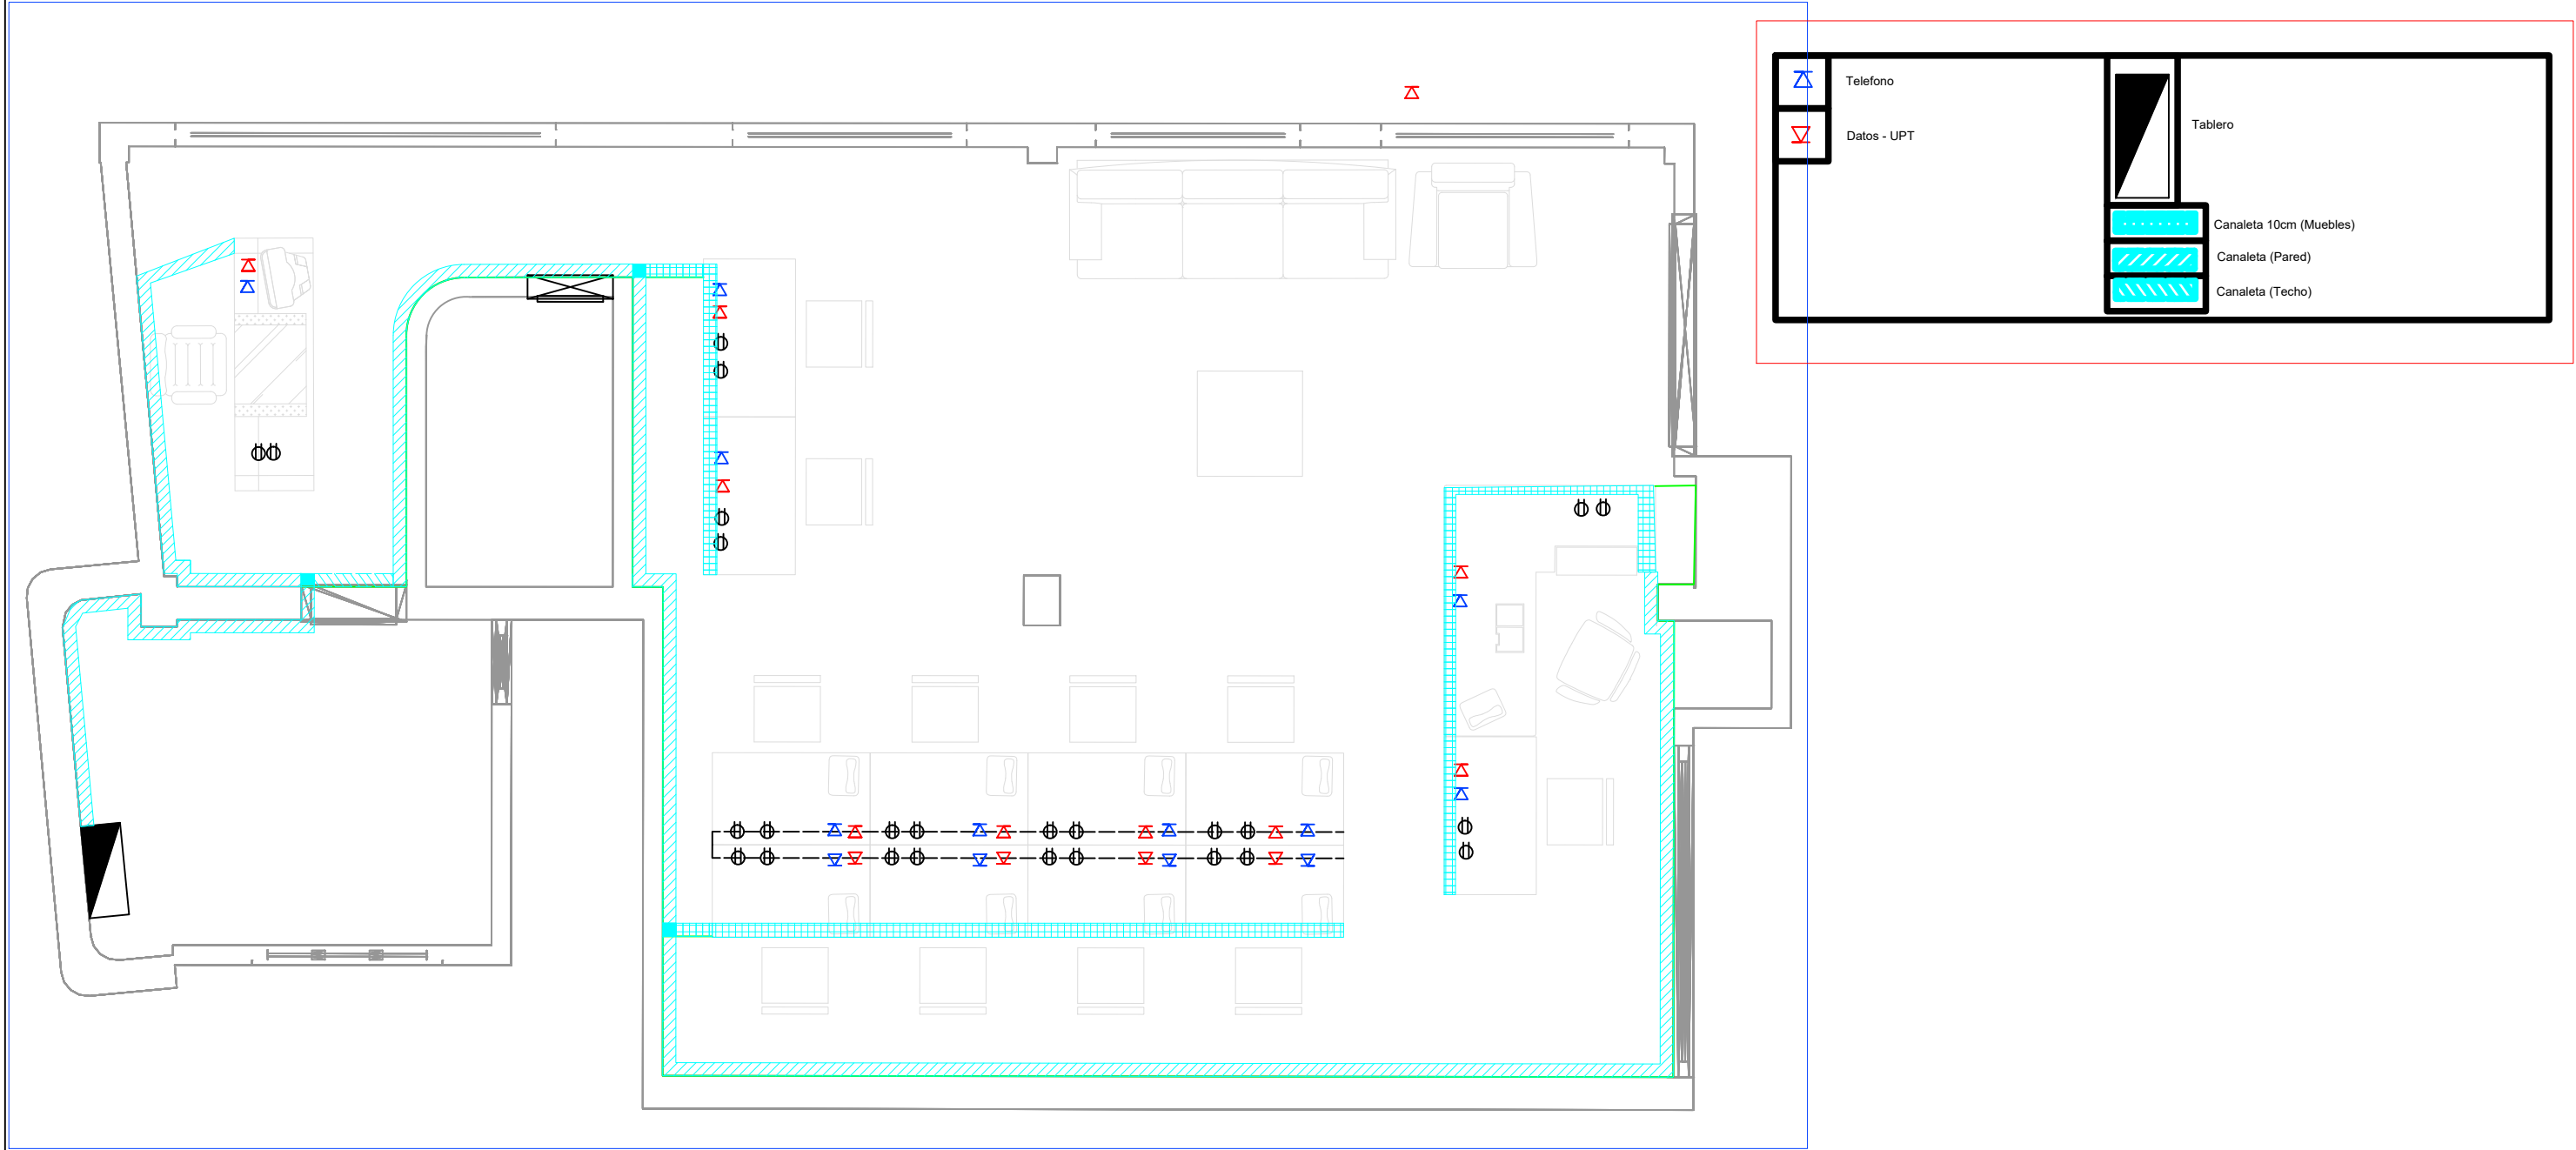 Telefono
Datos - UPT
Tablero
Canaleta 10cm (Muebles)
Canaleta (Pared)
Canaleta (Techo)